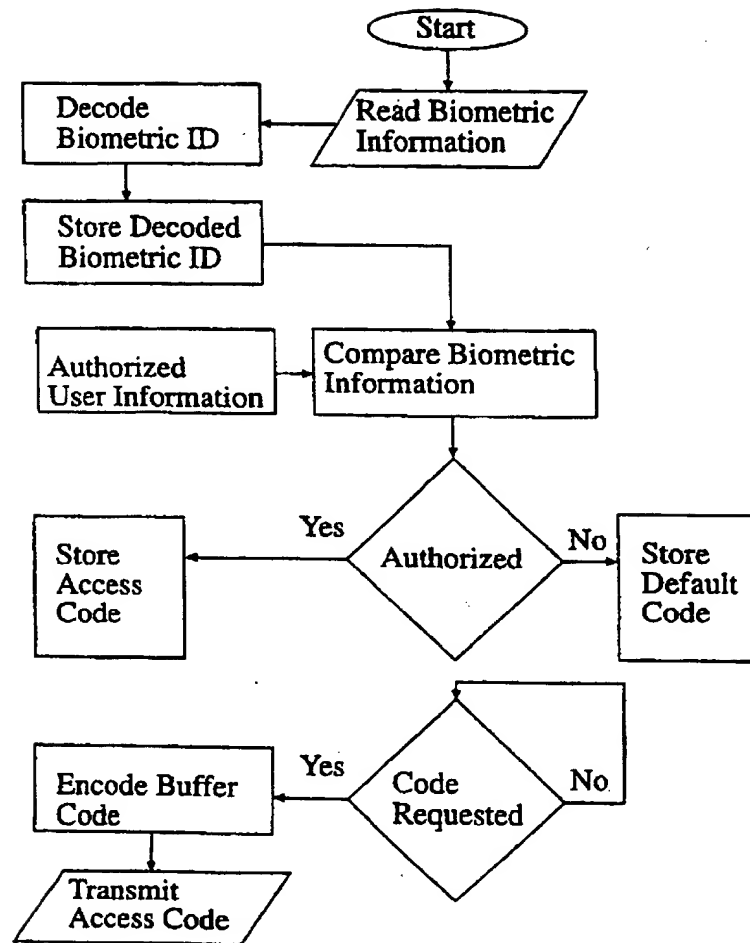 Start
Read Biometric
Information
Decode
Biometric ID
Store Decoded
Biometric ID
Authorized
User Information
Compare Biometric
Information
Authorized
Yes
No
Store
Access
Code
Store
Default
Code
Code
Requested
Yes
No
Encode Buffer
Code
Transmit
Access Code